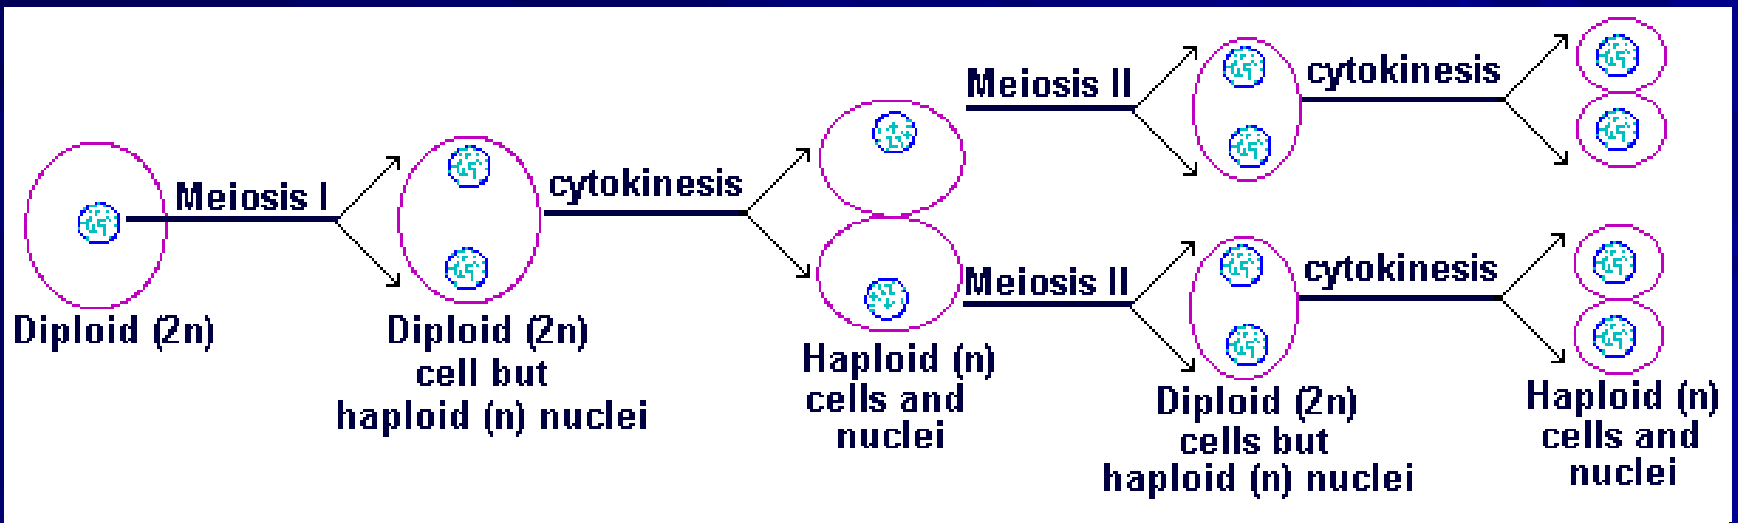 Meiosis I
Diploid (2n)
Diploid (2n)
cell but
haploid (n) nuclei
cytokinesis
Haploid (n)
cells and
nuclei
Meiosis II
Meiosis II
Diploid (2n)
cells but
haploid (n) nuclei
cytokinesis
cytokinesis
Haploid (n)
cells and
nuclei